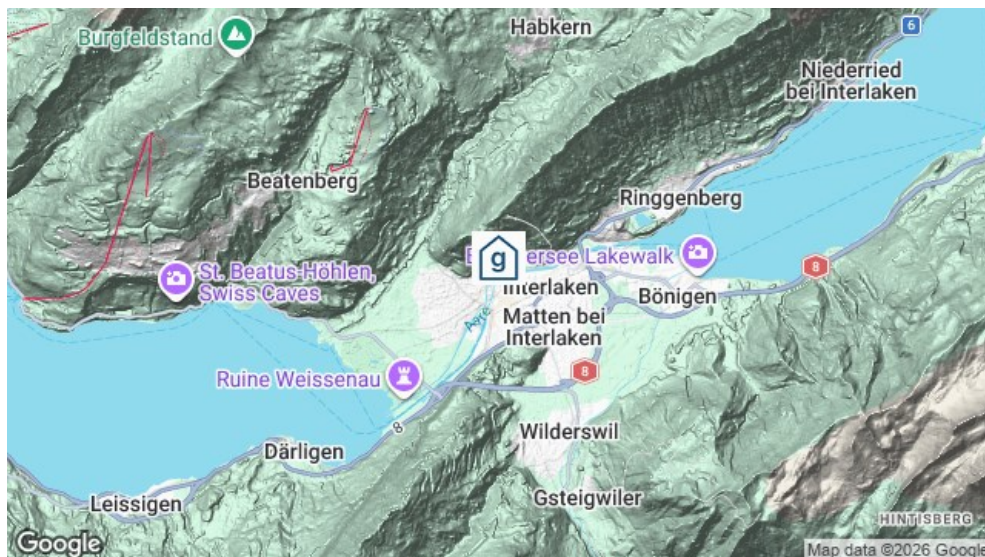 Habkern
6
Burgfeldstand
Niederried
bei Interlaken
Beatenberg
Ringgenberg
g
ersee Lakewalk
St. Beatus-Höhlen,
Swiss Caves
8
Interlaken
Bönigen
Aare
Matten bei
Interlaken
Ruine Weissenau
8
8
Wilderswil
Därligen
Leissigen
Gsteigwiler
HINTISBERG
Google
Map data ©2026 Google